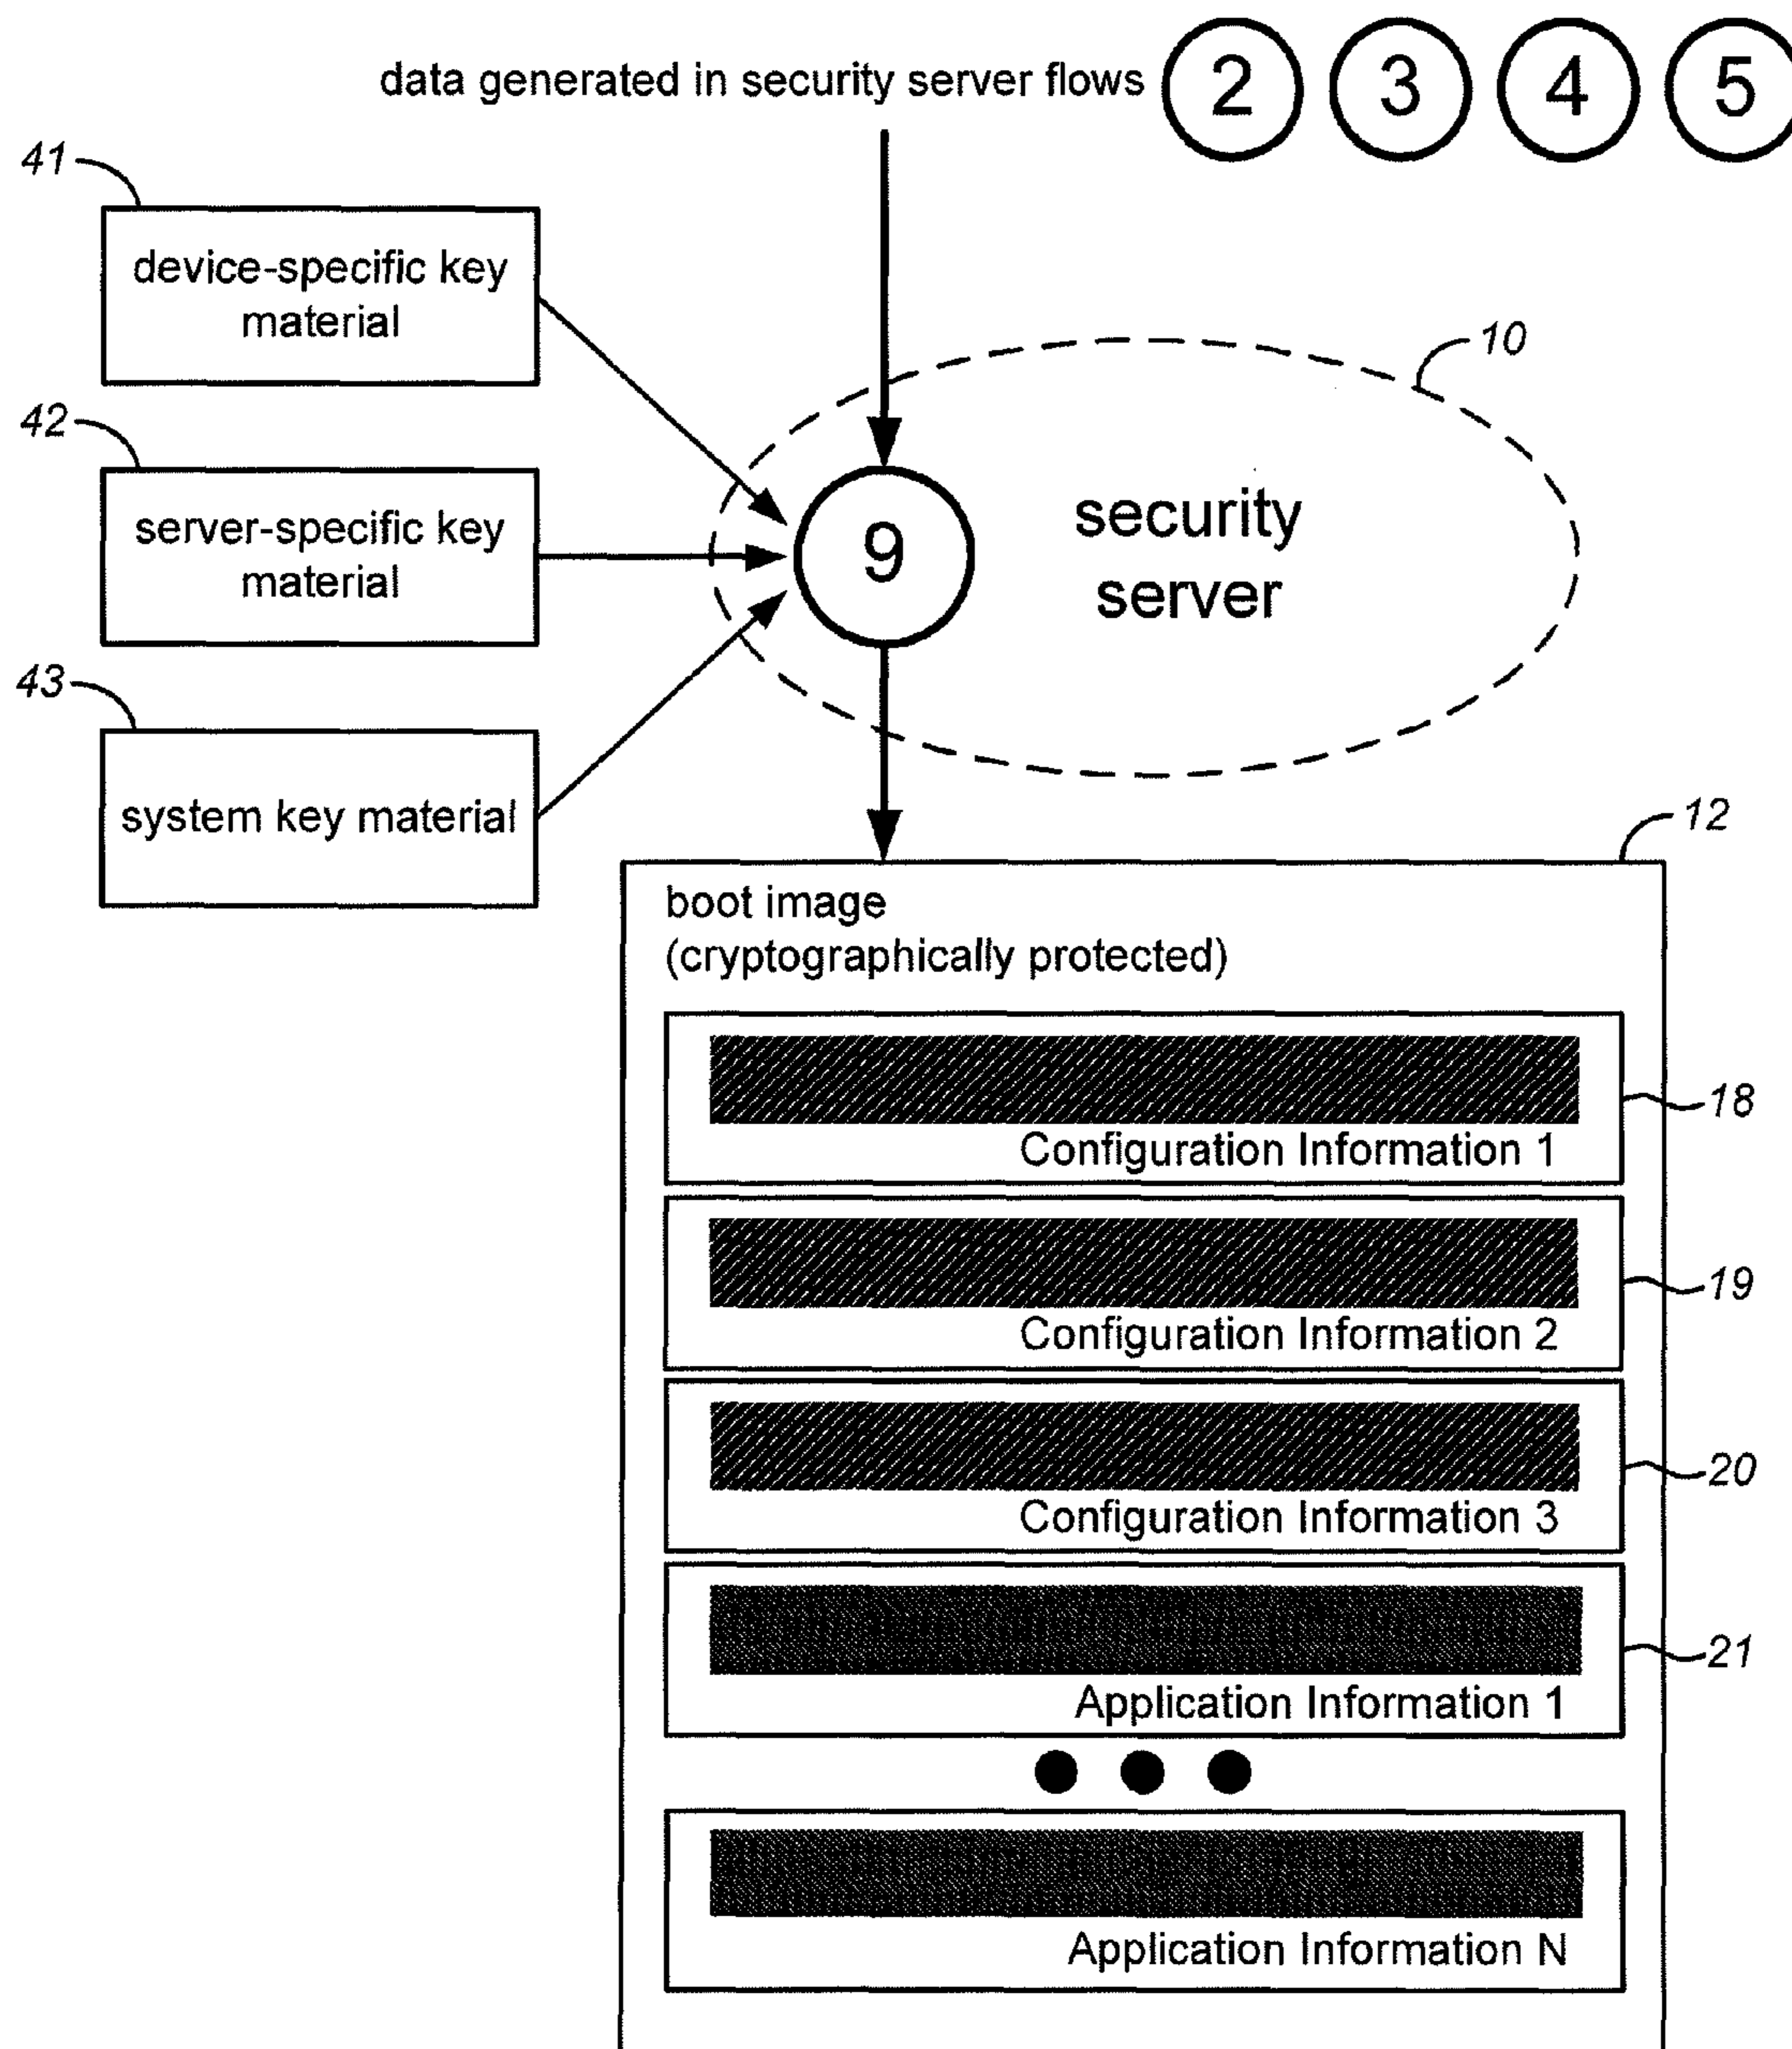 data generated in security server flows 2 3 4 5
41
device-specific key
material
10
42
server-specific key
material
9
security
server
43
system key material
12
boot image
(cryptographically protected)
18
Configuration Information 1
19
Configuration Information 2
20
Configuration Information 3
21
Application Information 1
Application Information N